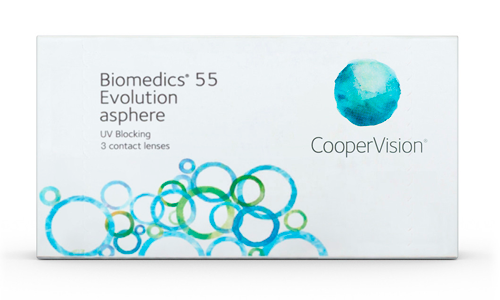 Biomedics® 55
Evolution
asphere
UV Blocking
3 contact lenses
CooperVision®